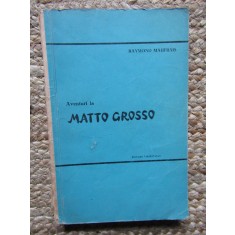 RAYMOND MAUFRAIS
Aventuri în
MATTO GROSSO